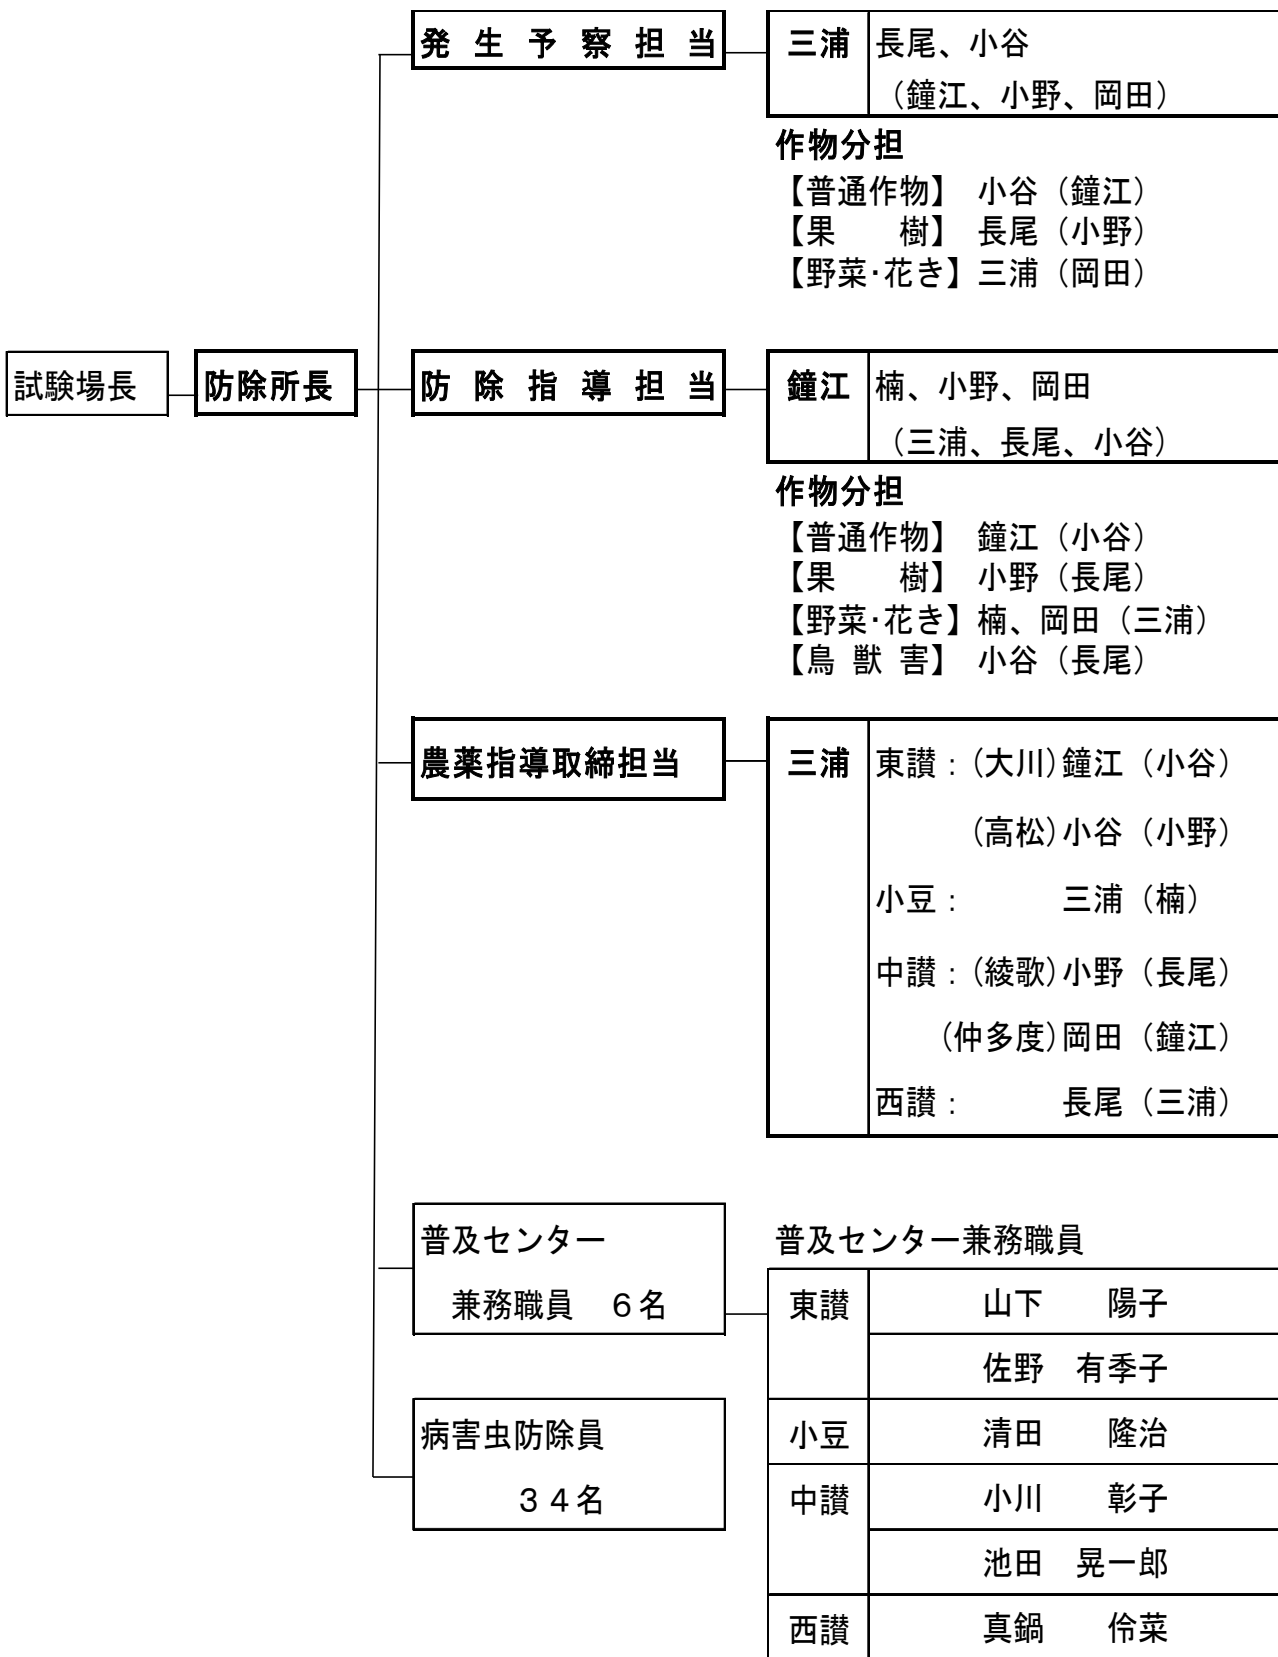 発生予察担当
三浦
長尾、小谷
（鐘江、小野、岡田）
作物分担
【普通作物】 小谷（鐘江）
【果　　樹】 長尾（小野）
【野菜・花き】三浦（岡田）
試験場長
防除所長
防除指導担当
鐘江
楠、小野、岡田
（三浦、長尾、小谷）
作物分担
【普通作物】 鐘江（小谷）
【果　　樹】 小野（長尾）
【野菜・花き】楠、岡田（三浦）
【鳥 獣 害】 小谷（長尾）
農薬指導取締担当
三浦
東讃：(大川)鐘江（小谷）
(高松)小谷（小野）
小豆：　　　三浦（楠）
中讃：(綾歌)小野（長尾）
(仲多度)岡田（鐘江）
西讃：　　　長尾（三浦）
普及センター
兼務職員　６名
普及センター兼務職員
東讃　山下　　陽子
佐野　有季子
小豆　清田　　隆治
中讃　小川　　彰子
池田　晃一郎
西讃　真鍋　　伶菜
病害虫防除員
３４名